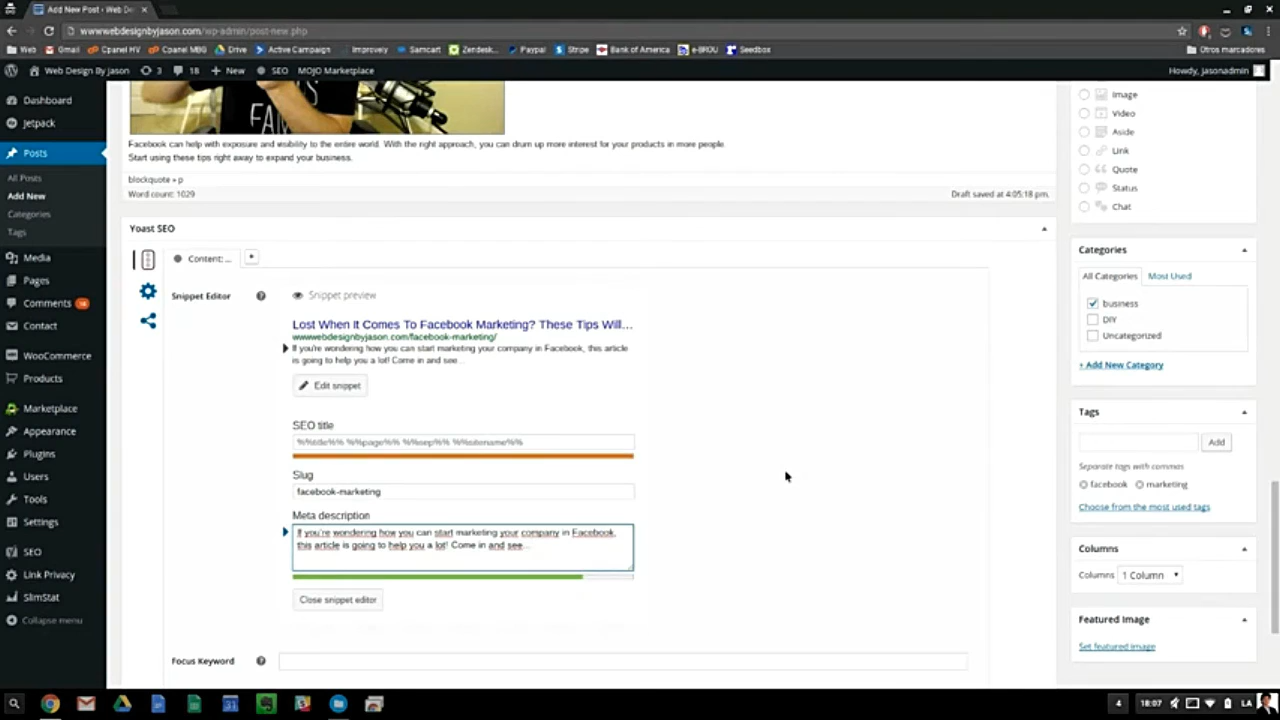 Add New Post ‹ Web De
www.webdesignbyjason.com/wp-admin/post-new.php
Web Gmail Cpanel HV Cpanel MBG Drive Active Campaign Improvely Samcart Zendesk... Paypal Stripe Bank of America e-BROU Seedbox Otros marcadores
Web Design By Jason 3 18 + New SEO MOJO Marketplace Howdy, jasonadmin
Dashboard
Jetpack
Posts
All Posts
Add New
Categories
Tags
Media
Pages
Comments
Contact
WooCommerce
Products
Marketplace
Appearance
Plugins
Users
Tools
Settings
SEO
Link Privacy
SlimStat
Collapse menu
Facebook can help with exposure and visibility to the entire world. With the right approach, you can drum up more interest for your products in more people.
Start using these tips right away to expand your business.
blockquote » p
Word count: 1029 Draft saved at 4:05:18 pm.
Yoast SEO
Content: ...
Snippet Editor
Snippet preview
Lost When It Comes To Facebook Marketing? These Tips Will...
wwwwebdesignbyjason.com/facebook-marketing/
If you're wondering how you can start marketing your company in Facebook, this article
is going to help you a lot! Come in and see...
Edit snippet
SEO title
%%title%% %%page%% %%sep%% %%sitename%%
Slug
facebook-marketing
Meta description
If you're wondering how you can start marketing your company in Facebook,
this article is going to help you a lot! Come in and see...
Close snippet editor
Focus Keyword
Image
Video
Aside
Link
Quote
Status
Chat
Categories
All Categories Most Used
business
DIY
Uncategorized
+ Add New Category
Tags
Add
Separate tags with commas
facebook marketing
Choose from the most used tags
Columns
Columns 1 Column
Featured Image
Set featured image
4 18:07 LA